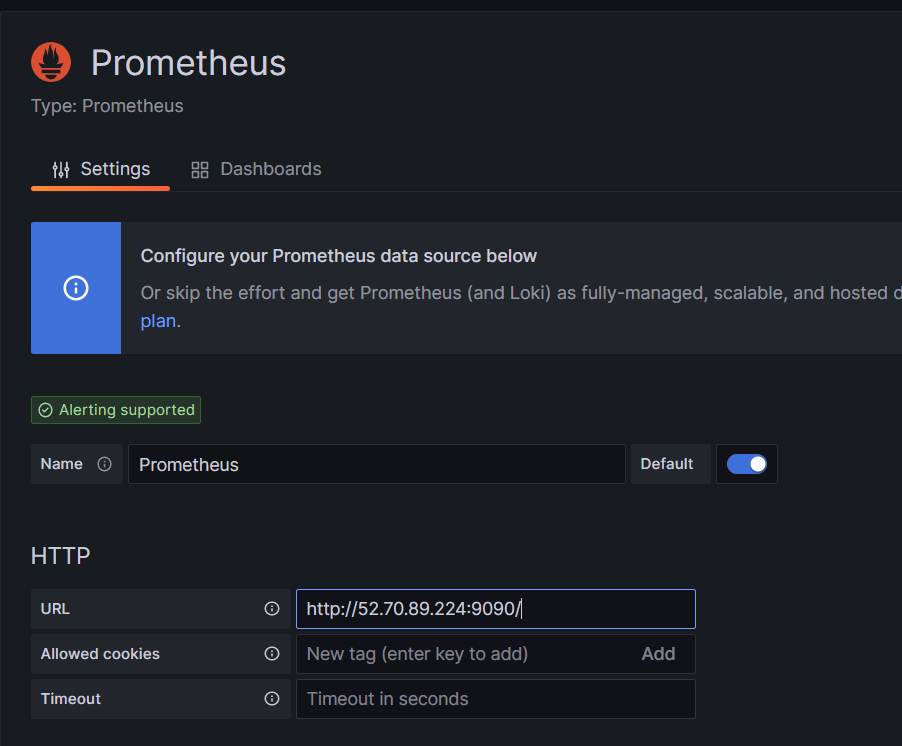 Prometheus
Type: Prometheus
Settings Dashboards
Configure your Prometheus data source below
Or skip the effort and get Prometheus (and Loki) as fully-managed, scalable, and hosted d
plan.
Alerting supported
Name Prometheus Default
HTTP
URL http://52.70.89.224:9090/
Allowed cookies New tag (enter key to add) Add
Timeout Timeout in seconds